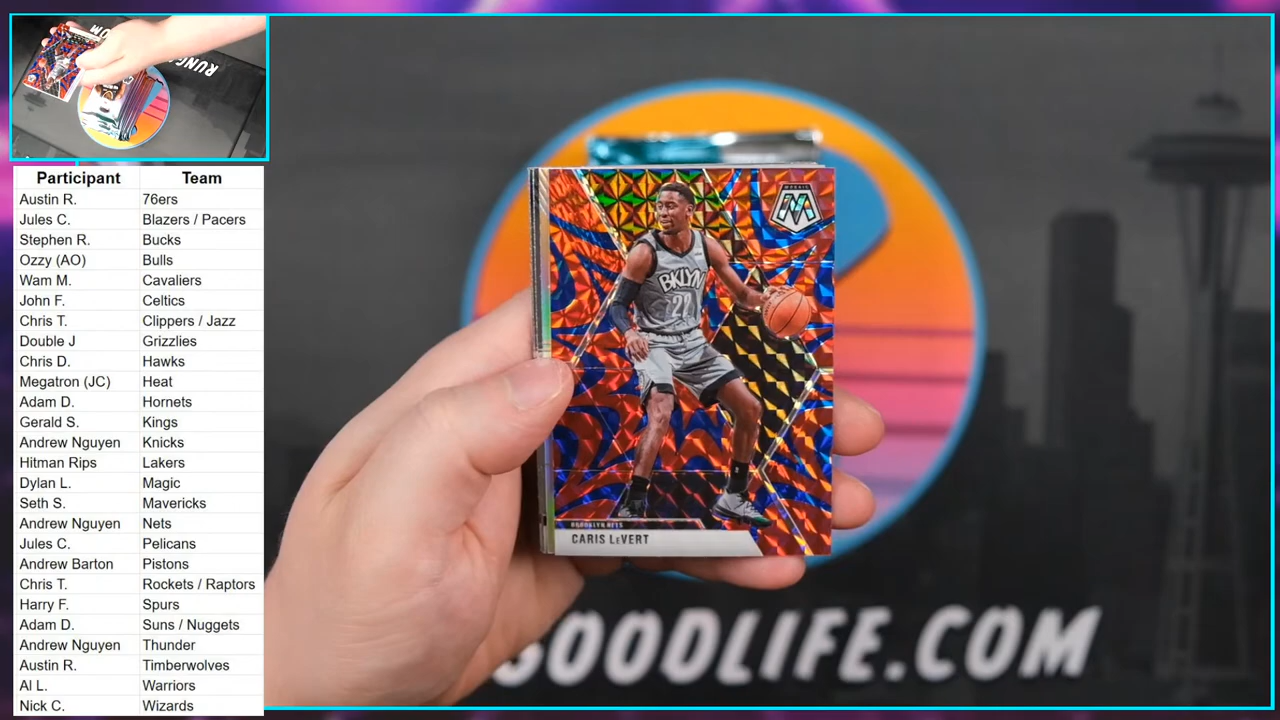 RUNG
OM
Participant Team
Austin R. 76ers
Jules C. Blazers / Pacers
Stephen R. Bucks
Ozzy (AO) Bulls
Wam M. Cavaliers
John F. Celtics
Chris T. Clippers / Jazz
Double J Grizzlies
Chris D. Hawks
Megatron (JC) Heat
Adam D. Hornets
Gerald S. Kings
Andrew Nguyen Knicks
Hitman Rips Lakers
Dylan L. Magic
Seth S. Mavericks
Andrew Nguyen Nets
Jules C. Pelicans
Andrew Barton Pistons
Chris T. Rockets / Raptors
Harry F. Spurs
Adam D. Suns / Nuggets
Andrew Nguyen Thunder
Austin R. Timberwolves
Al L. Warriors
Nick C. Wizards
MOSAIC
M
BKLYN
22
BROOKLYN NETS
CARIS LeVERT
GOODLIFE.COM